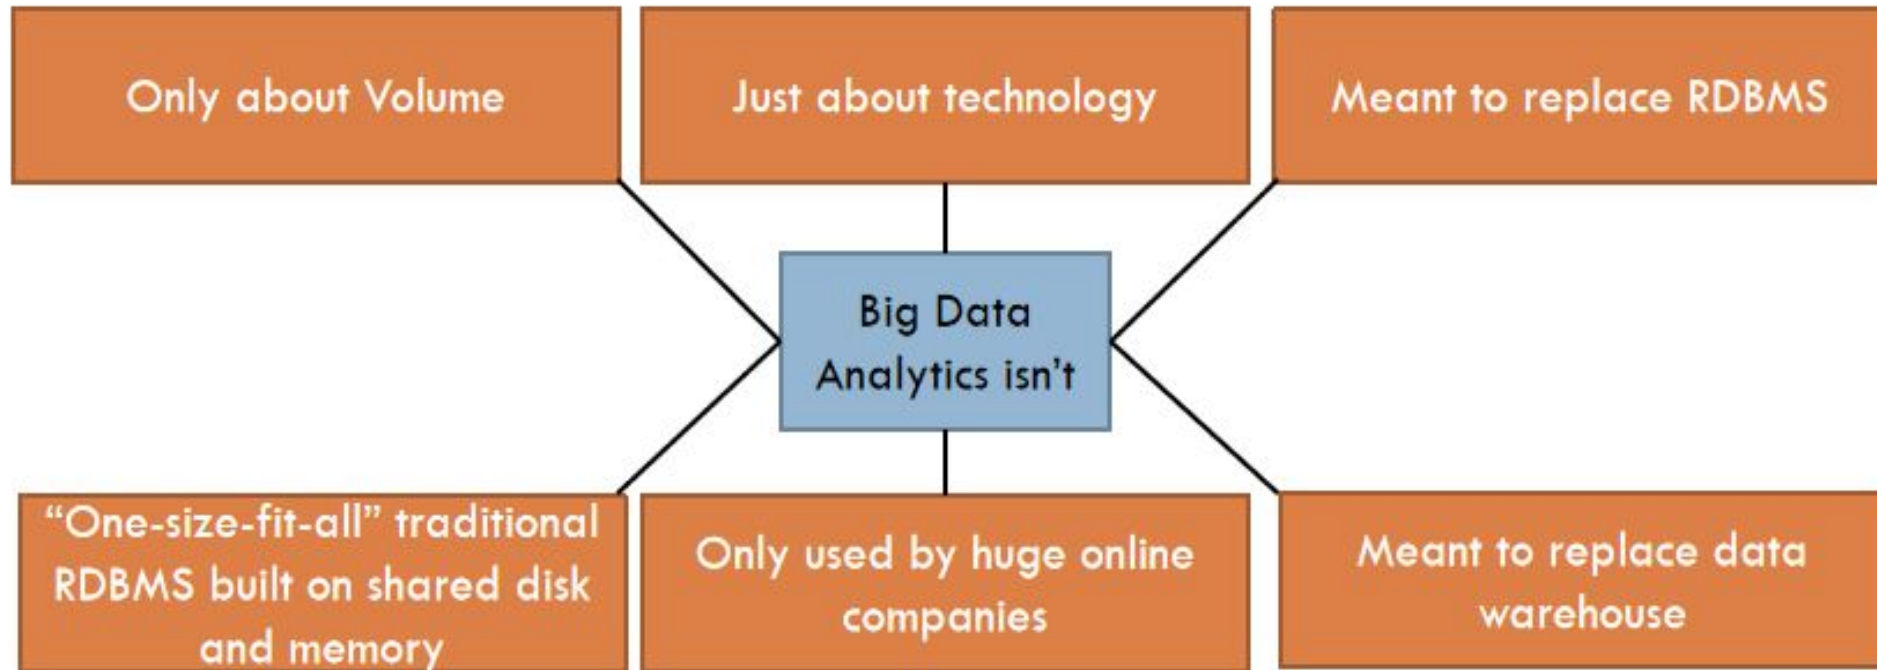 Only about Volume
Just about technology
Meant to replace RDBMS
Big Data
Analytics isn't
“One-size-fit-all” traditional
RDBMS built on shared disk
and memory
Only used by huge online
companies
Meant to replace data
warehouse